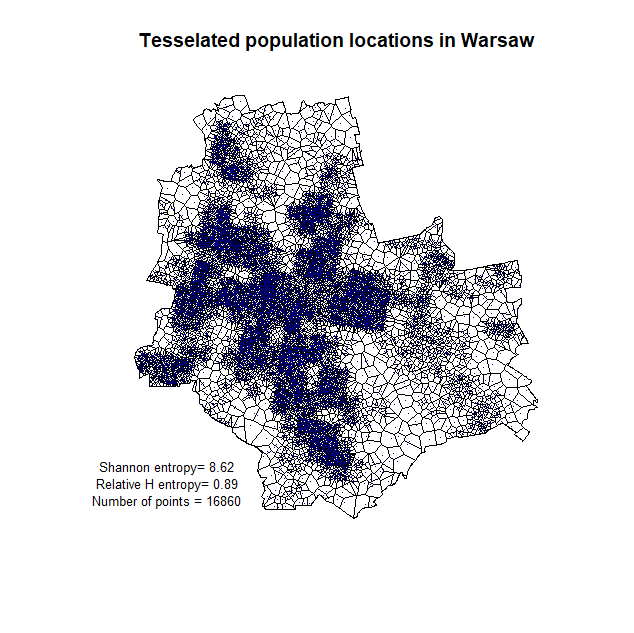 Tesselated population locations in Warsaw
Shannon entropy= 8.62
Relative H entropy= 0.89
Number of points = 16860